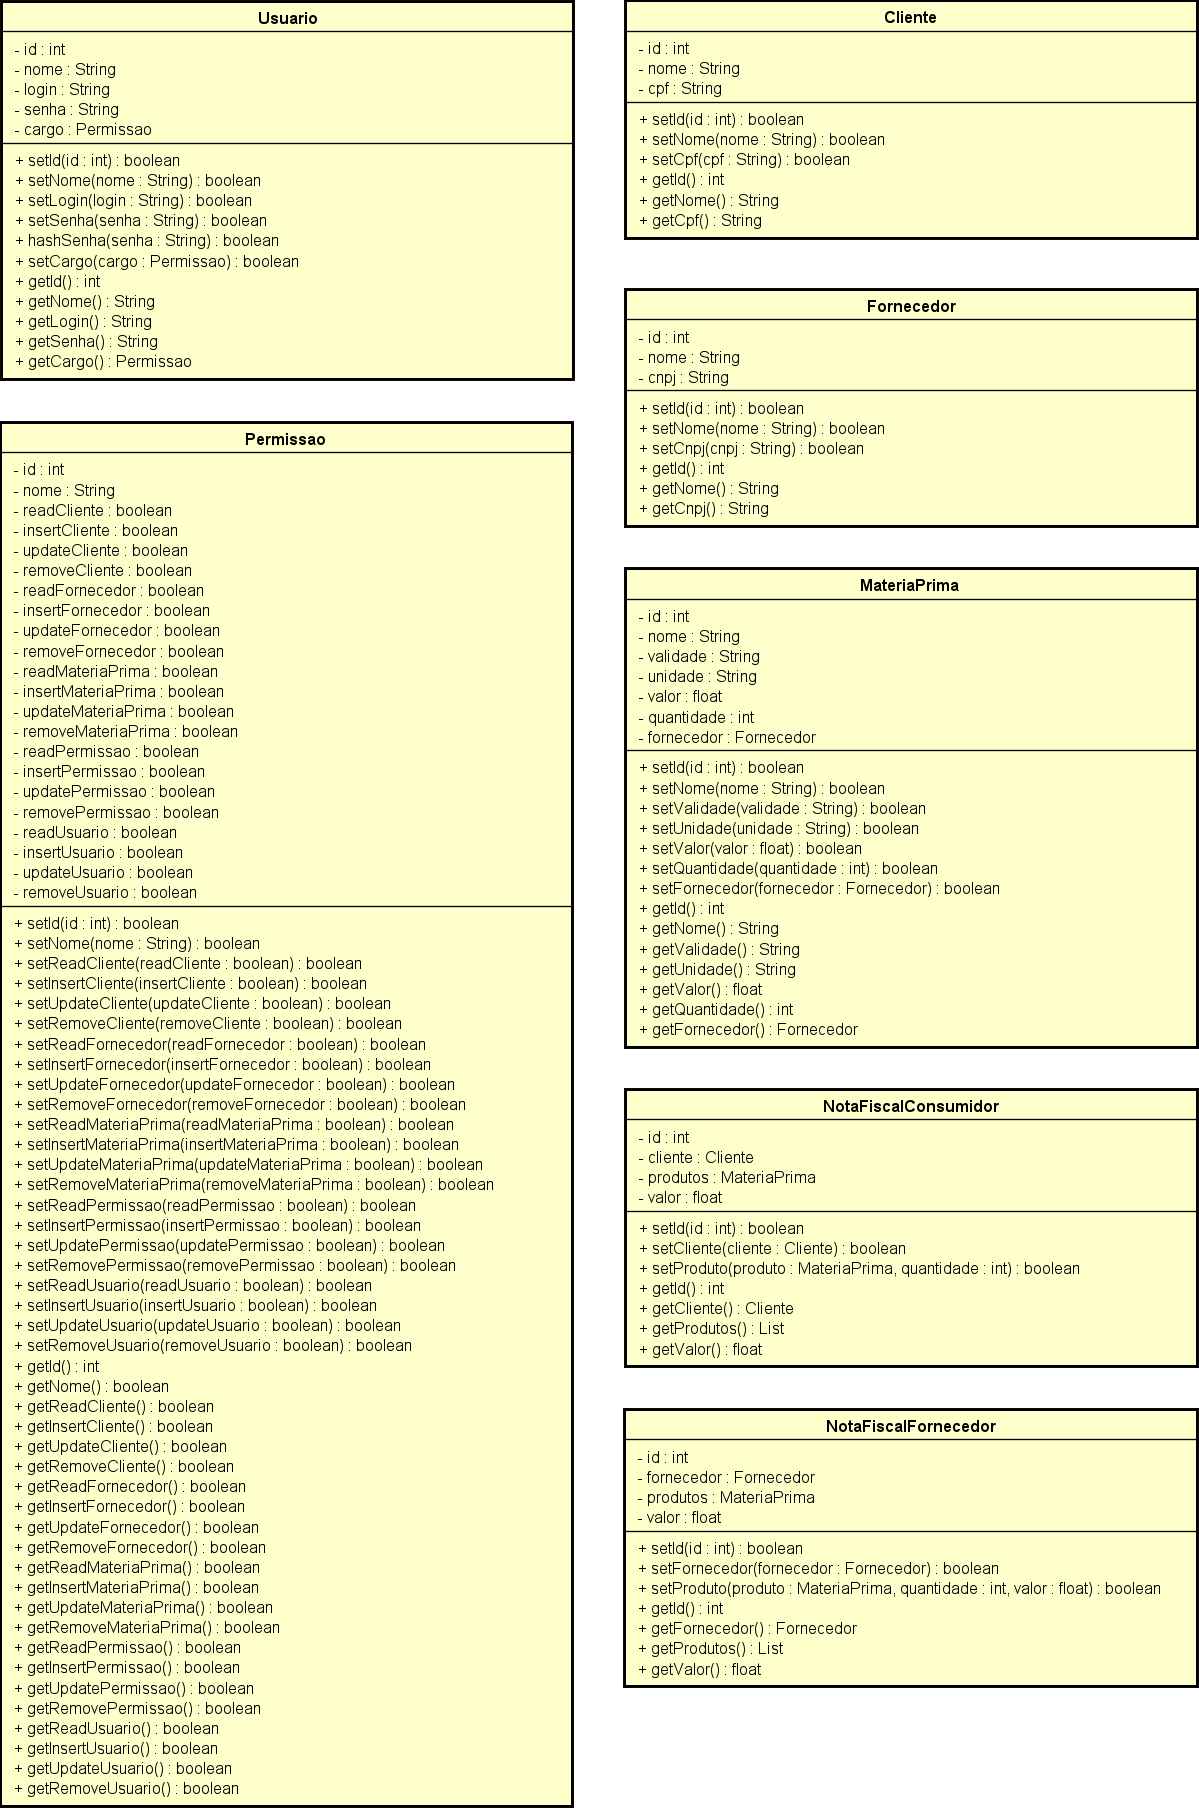 Usuario
- id : int
- nome : String
- login : String
- senha : String
- cargo : Permissao
+ setId(id : int) : boolean
+ setNome(nome : String) : boolean
+ setLogin(login : String) : boolean
+ setSenha(senha : String) : boolean
+ hashSenha(senha : String) : boolean
+ setCargo(cargo : Permissao) : boolean
+ getId() : int
+ getNome() : String
+ getLogin() : String
+ getSenha() : String
+ getCargo() : Permissao
Permissao
- id : int
- nome : String
- readCliente : boolean
- insertCliente : boolean
- updateCliente : boolean
- removeCliente : boolean
- readFornecedor : boolean
- insertFornecedor : boolean
- updateFornecedor : boolean
- removeFornecedor : boolean
- readMateriaPrima : boolean
- insertMateriaPrima : boolean
- updateMateriaPrima : boolean
- removeMateriaPrima : boolean
- readPermissao : boolean
- insertPermissao : boolean
- updatePermissao : boolean
- removePermissao : boolean
- readUsuario : boolean
- insertUsuario : boolean
- updateUsuario : boolean
- removeUsuario : boolean
+ setId(id : int) : boolean
+ setNome(nome : String) : boolean
+ setReadCliente(readCliente : boolean) : boolean
+ setInsertCliente(insertCliente : boolean) : boolean
+ setUpdateCliente(updateCliente : boolean) : boolean
+ setRemoveCliente(removeCliente : boolean) : boolean
+ setReadFornecedor(readFornecedor : boolean) : boolean
+ setInsertFornecedor(insertFornecedor : boolean) : boolean
+ setUpdateFornecedor(updateFornecedor : boolean) : boolean
+ setRemoveFornecedor(removeFornecedor : boolean) : boolean
+ setReadMateriaPrima(readMateriaPrima : boolean) : boolean
+ setInsertMateriaPrima(insertMateriaPrima : boolean) : boolean
+ setUpdateMateriaPrima(updateMateriaPrima : boolean) : boolean
+ setRemoveMateriaPrima(removeMateriaPrima : boolean) : boolean
+ setReadPermissao(readPermissao : boolean) : boolean
+ setInsertPermissao(insertPermissao : boolean) : boolean
+ setUpdatePermissao(updatePermissao : boolean) : boolean
+ setRemovePermissao(removePermissao : boolean) : boolean
+ setReadUsuario(readUsuario : boolean) : boolean
+ setInsertUsuario(insertUsuario : boolean) : boolean
+ setUpdateUsuario(updateUsuario : boolean) : boolean
+ setRemoveUsuario(removeUsuario : boolean) : boolean
+ getId() : int
+ getNome() : boolean
+ getReadCliente() : boolean
+ getInsertCliente() : boolean
+ getUpdateCliente() : boolean
+ getRemoveCliente() : boolean
+ getReadFornecedor() : boolean
+ getInsertFornecedor() : boolean
+ getUpdateFornecedor() : boolean
+ getRemoveFornecedor() : boolean
+ getReadMateriaPrima() : boolean
+ getInsertMateriaPrima() : boolean
+ getUpdateMateriaPrima() : boolean
+ getRemoveMateriaPrima() : boolean
+ getReadPermissao() : boolean
+ getInsertPermissao() : boolean
+ getUpdatePermissao() : boolean
+ getRemovePermissao() : boolean
+ getReadUsuario() : boolean
+ getInsertUsuario() : boolean
+ getUpdateUsuario() : boolean
+ getRemoveUsuario() : boolean
Cliente
- id : int
- nome : String
- cpf : String
+ setId(id : int) : boolean
+ setNome(nome : String) : boolean
+ setCpf(cpf : String) : boolean
+ getId() : int
+ getNome() : String
+ getCpf() : String
Fornecedor
- id : int
- nome : String
- cnpj : String
+ setId(id : int) : boolean
+ setNome(nome : String) : boolean
+ setCnpj(cnpj : String) : boolean
+ getId() : int
+ getNome() : String
+ getCnpj() : String
MateriaPrima
- id : int
- nome : String
- validade : String
- unidade : String
- valor : float
- quantidade : int
- fornecedor : Fornecedor
+ setId(id : int) : boolean
+ setNome(nome : String) : boolean
+ setValidade(validade : String) : boolean
+ setUnidade(unidade : String) : boolean
+ setValor(valor : float) : boolean
+ setQuantidade(quantidade : int) : boolean
+ setFornecedor(fornecedor : Fornecedor) : boolean
+ getId() : int
+ getNome() : String
+ getValidade() : String
+ getUnidade() : String
+ getValor() : float
+ getQuantidade() : int
+ getFornecedor() : Fornecedor
NotaFiscalConsumidor
- id : int
- cliente : Cliente
- produtos : MateriaPrima
- valor : float
+ setId(id : int) : boolean
+ setCliente(cliente : Cliente) : boolean
+ setProduto(produto : MateriaPrima, quantidade : int) : boolean
+ getId() : int
+ getCliente() : Cliente
+ getProdutos() : List
+ getValor() : float
NotaFiscalFornecedor
- id : int
- fornecedor : Fornecedor
- produtos : MateriaPrima
- valor : float
+ setId(id : int) : boolean
+ setFornecedor(fornecedor : Fornecedor) : boolean
+ setProduto(produto : MateriaPrima, quantidade : int, valor : float) : boolean
+ getId() : int
+ getFornecedor() : Fornecedor
+ getProdutos() : List
+ getValor() : float